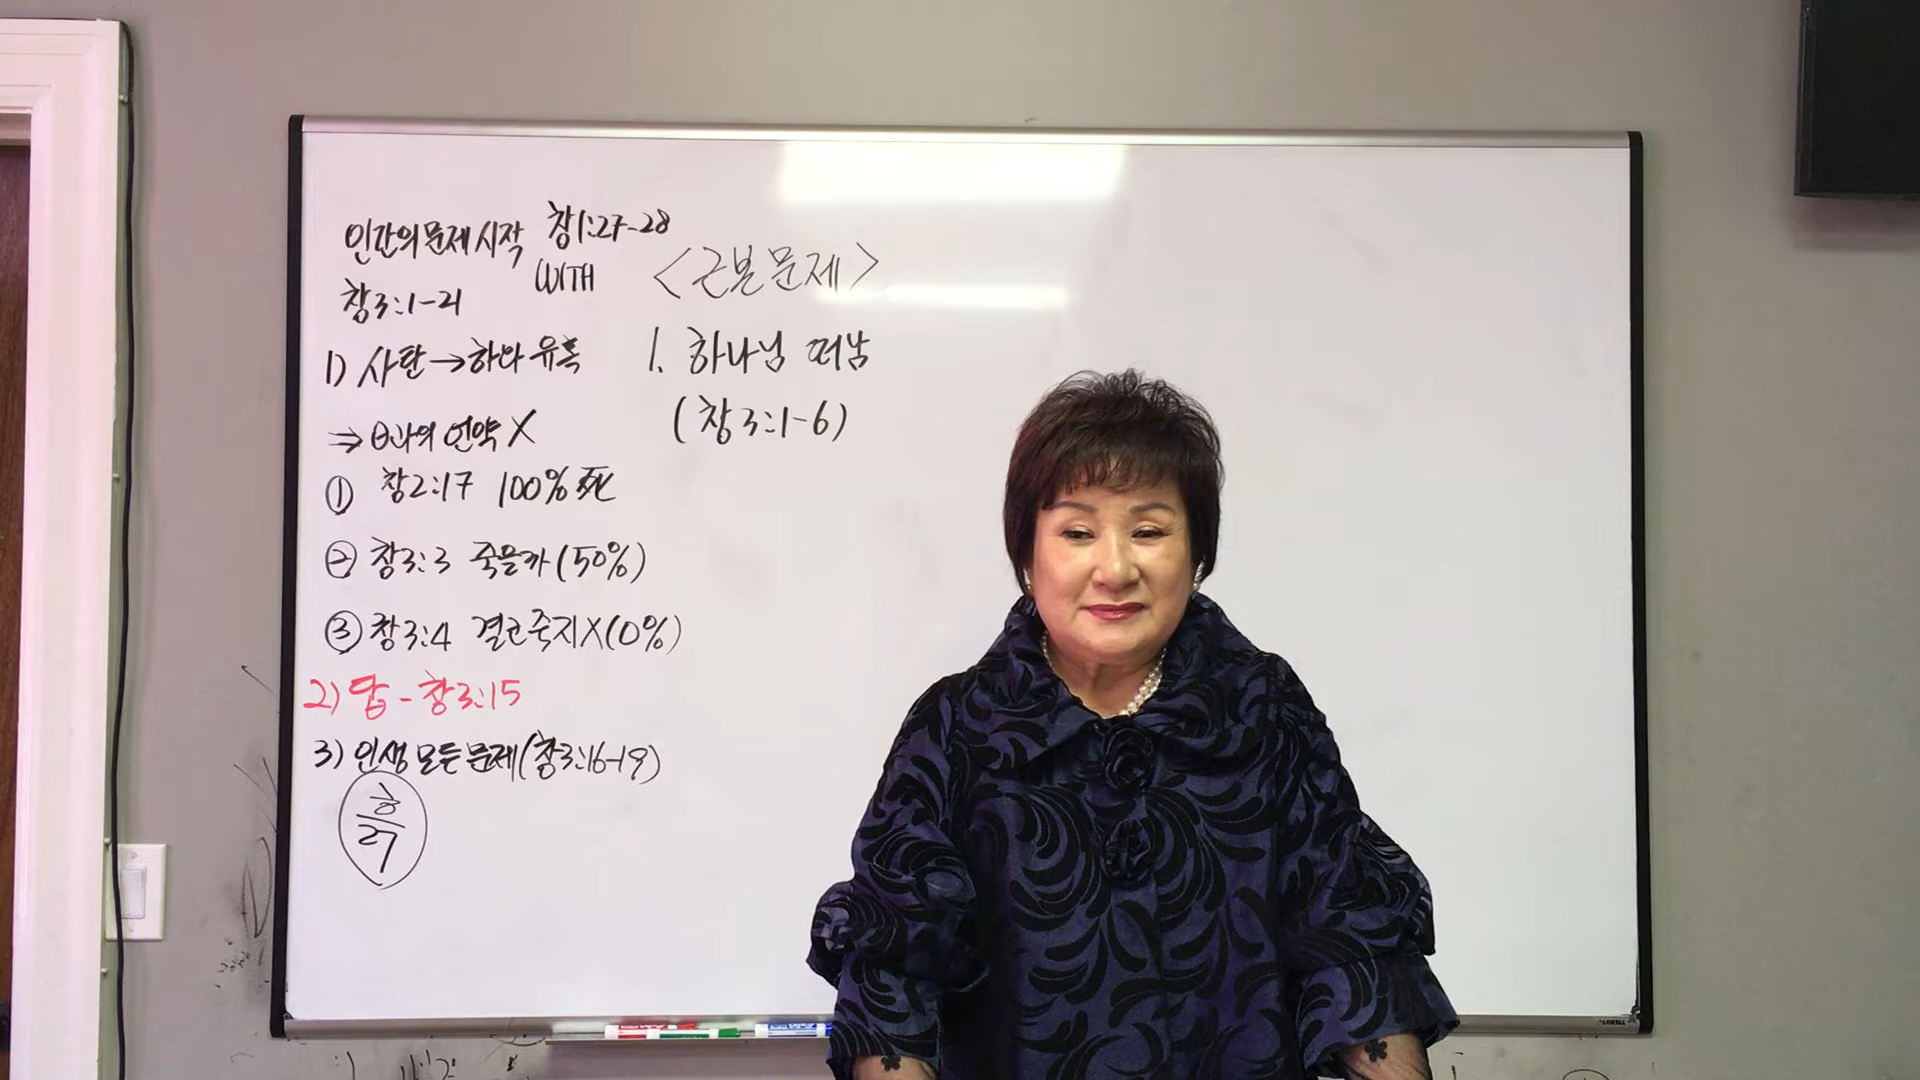 인간의 문제 시작 창1:27-28
WITH
창3:1-21
1) 사탄→하와 유혹
⇒ 과의 언약 X
① 창2:17 100% 死
② 창3:3 죽을까(50%)
③ 창3:4 결코 죽지X(0%)
2) 답 - 창3:15
3) 인생 모든 문제(창3:16-19)
27
<근본문제>
1. 하나님 떠남
(창3:1-6)